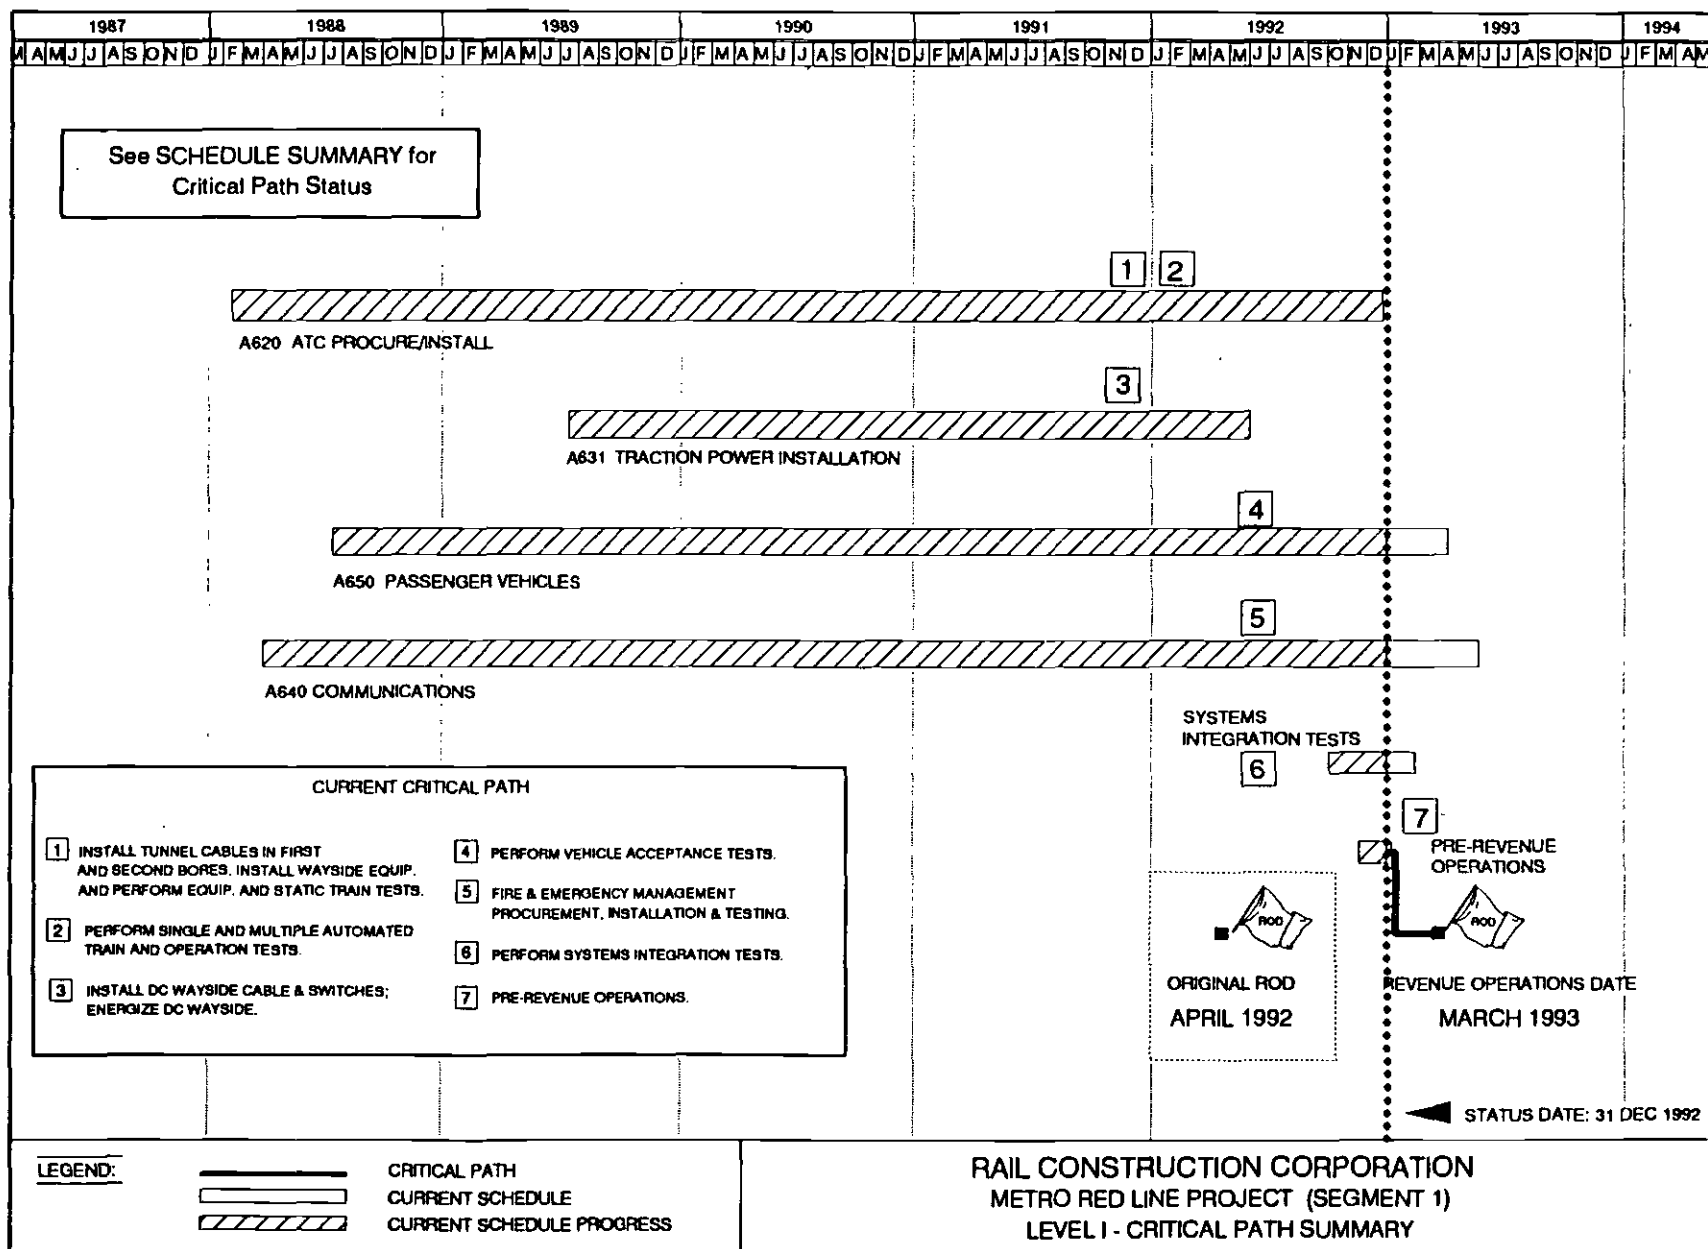 1987 1988 1989 1990 1991 1992 1993 1994
M A M J J A S O N D J F M A M J J A S O N D J F M A M J J A S O N D J F M A M J J A S O N D J F M A M J J A S O N D J F M A M J J A S O N D J F M A M J J A S O N D J F M A M
See SCHEDULE SUMMARY for
Critical Path Status
1 2
A620 ATC PROCURE/INSTALL
3
A631 TRACTION POWER INSTALLATION
4
A650 PASSENGER VEHICLES
5
A640 COMMUNICATIONS
SYSTEMS
INTEGRATION TESTS
6
7
PRE-REVENUE
OPERATIONS
ROD
ORIGINAL ROD
APRIL 1992
ROD
REVENUE OPERATIONS DATE
MARCH 1993
CURRENT CRITICAL PATH
1 INSTALL TUNNEL CABLES IN FIRST
AND SECOND BORES, INSTALL WAYSIDE EQUIP.
AND PERFORM EQUIP. AND STATIC TRAIN TESTS.
2 PERFORM SINGLE AND MULTIPLE AUTOMATED
TRAIN AND OPERATION TESTS.
3 INSTALL DC WAYSIDE CABLE & SWITCHES;
ENERGIZE DC WAYSIDE.
4 PERFORM VEHICLE ACCEPTANCE TESTS.
5 FIRE & EMERGENCY MANAGEMENT
PROCUREMENT, INSTALLATION & TESTING.
6 PERFORM SYSTEMS INTEGRATION TESTS.
7 PRE-REVENUE OPERATIONS.
STATUS DATE: 31 DEC 1992
LEGEND:
CRITICAL PATH
CURRENT SCHEDULE
CURRENT SCHEDULE PROGRESS
RAIL CONSTRUCTION CORPORATION
METRO RED LINE PROJECT (SEGMENT 1)
LEVEL I - CRITICAL PATH SUMMARY